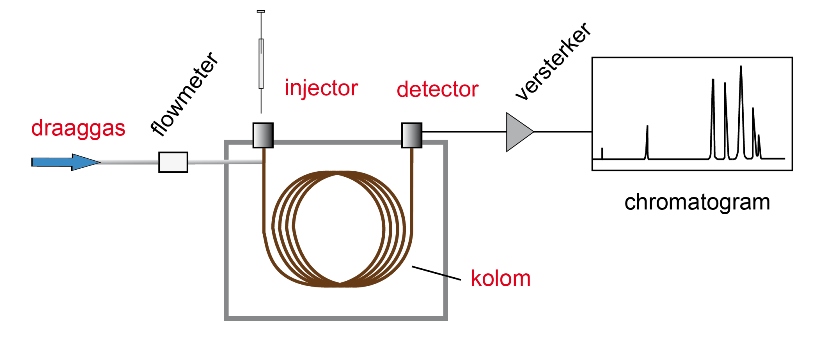 draaggas
flowmeter
injector
detector
versterker
chromatogram
kolom